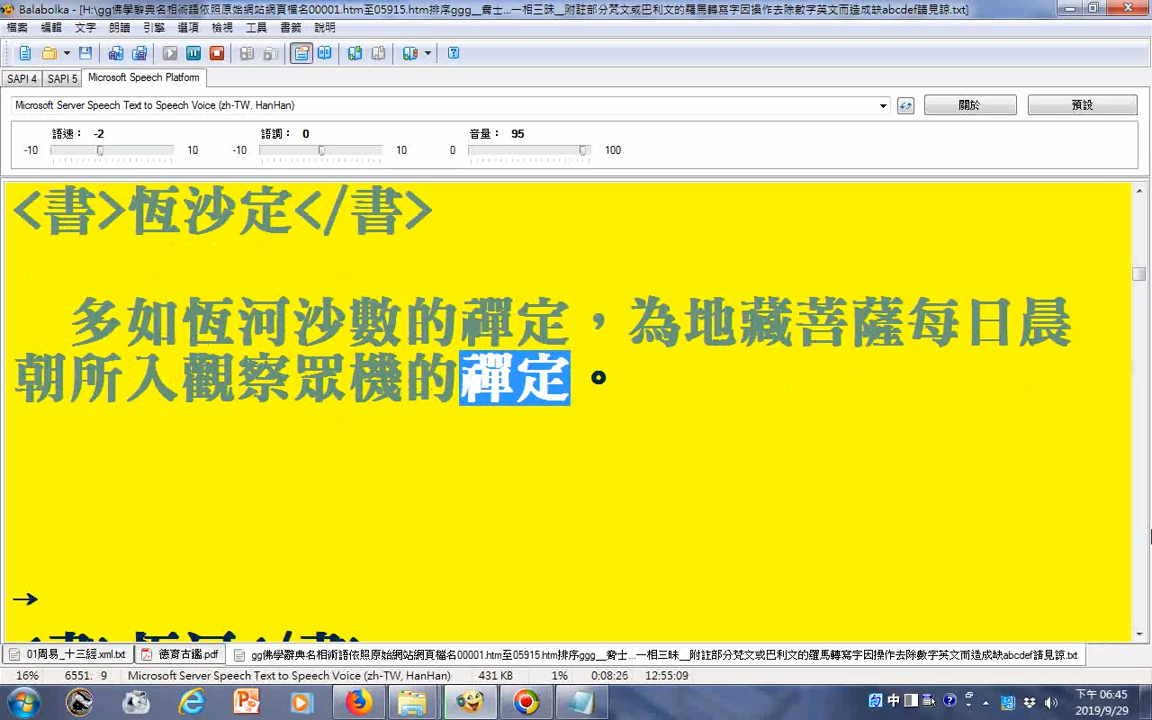 Balabolka - [H:\gg佛學辭典名相術語依照原始網站網頁檔名00001.htm至05915.htm排序ggg__脅士...一相三昧__附註部分梵文或巴利文的羅馬轉寫字因操作去除數字英文而造成缺abcdef請見諒.txt]
檔案 編輯 文字 朗讀 引擎 選項 檢視 工具 書籤 說明
SAPI 4 SAPI 5 Microsoft Speech Platform
Microsoft Server Speech Text to Speech Voice (zh-TW, HanHan) 關於 預設
語速： -2 語調： 0 音量： 95
-10 10 -10 10 0 100
<書>恆沙定</書>
多如恆河沙數的禪定，為地藏菩薩每日晨
朝所入觀察眾機的禪定。
→
<書>恆河</書>
01周易_十三經.xml.txt 德育古鑑.pdf gg佛學辭典名相術語依照原始網站網頁檔名00001.htm至05915.htm排序ggg__脅士...一相三昧__附註部分梵文或巴利文的羅馬轉寫字因操作去除數字英文而造成缺abcdef請見諒.txt
16% 6551: 9 Microsoft Server Speech Text to Speech Voice (zh-TW, HanHan) 431 KB 1% 0:08:26 12:55:09
中 下午 06:45
2019/9/29